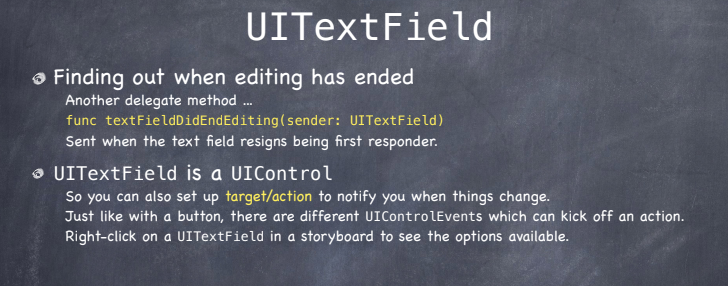 UITextField
Finding out when editing has ended
Another delegate method ...
func textFieldDidEndEditing(sender: UITextField)
Sent when the text field resigns being first responder.
UITextField is a UIControl
So you can also set up target/action to notify you when things change.
Just like with a button, there are different UIControlEvents which can kick off an action.
Right-click on a UITextField in a storyboard to see the options available.